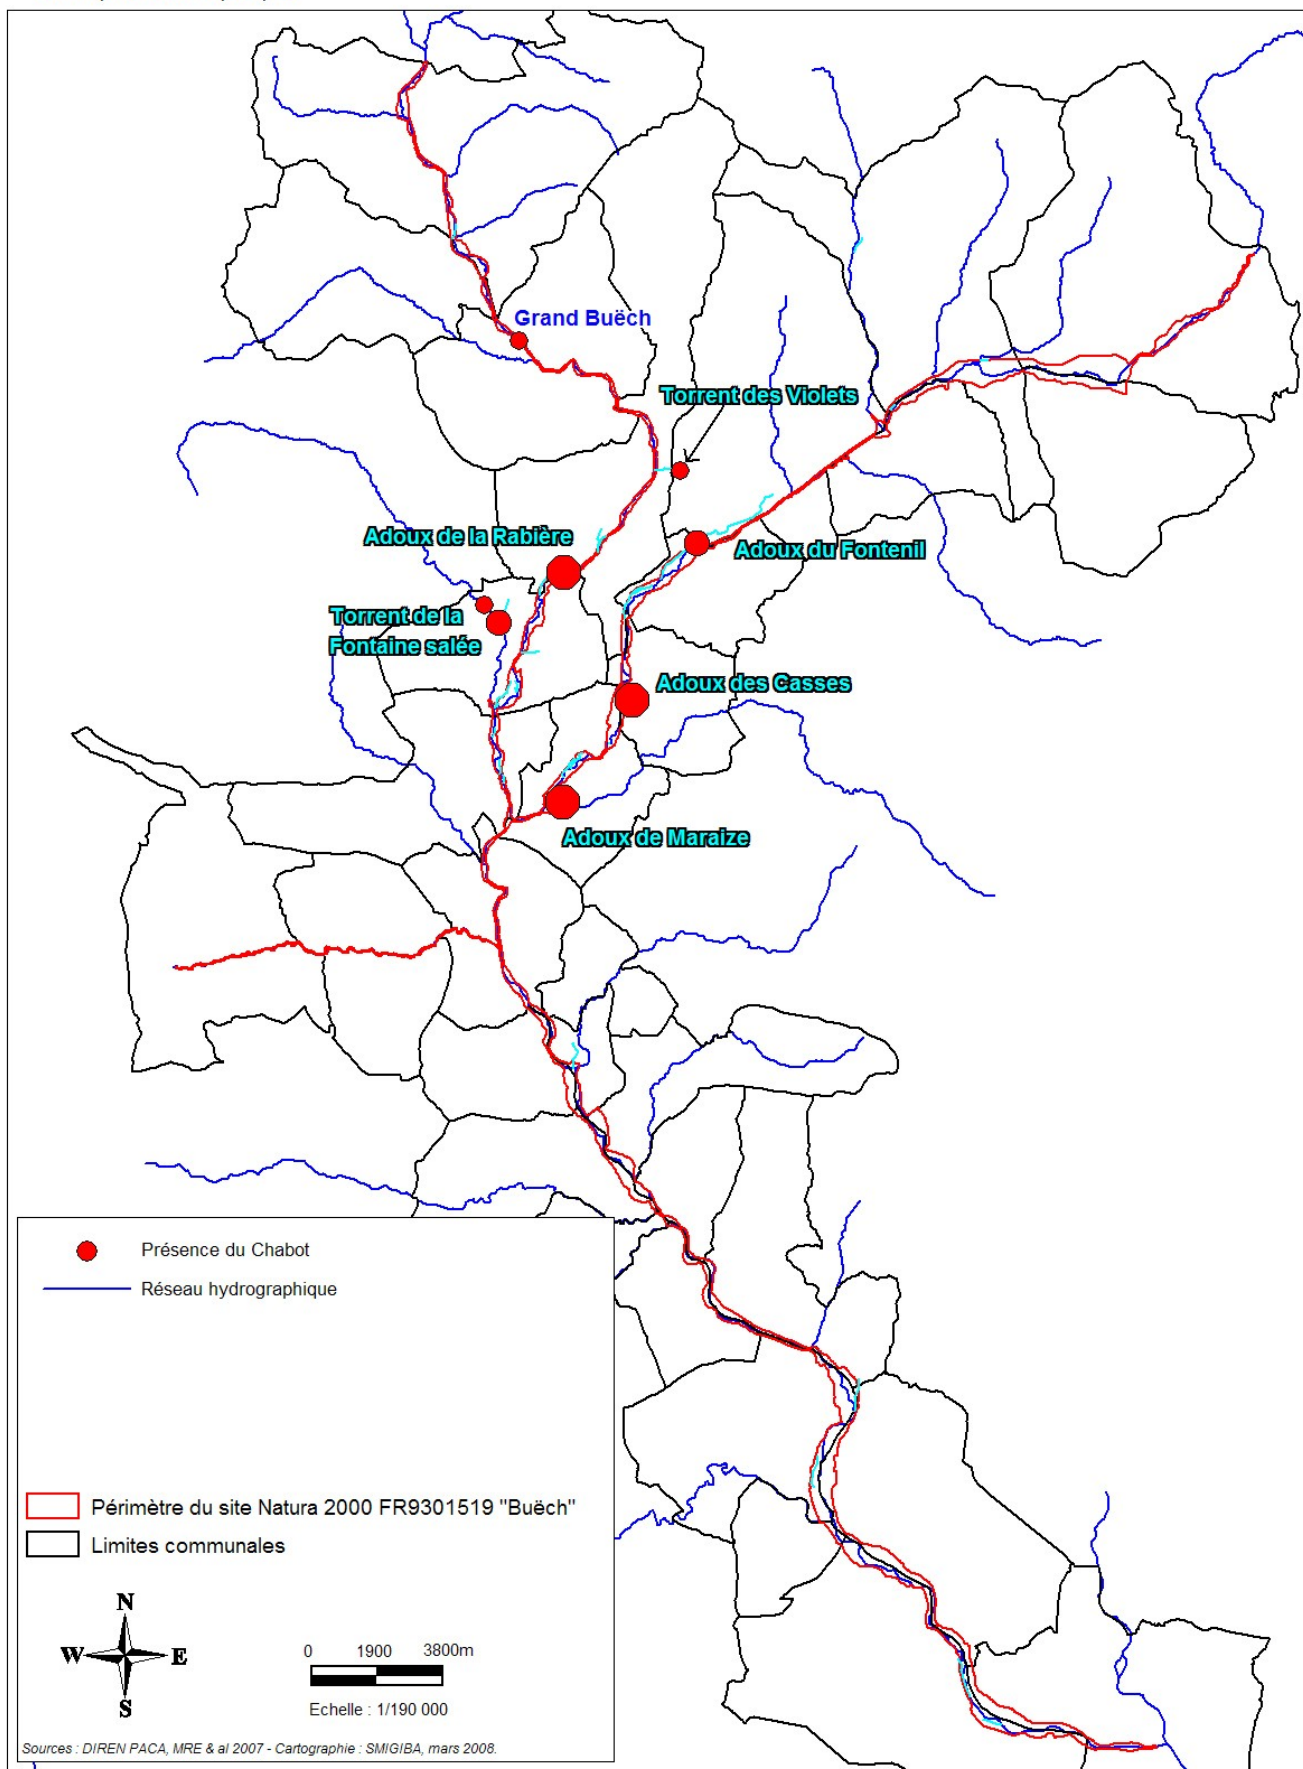 Grand Buëch
Torrent des Violets
Adoux de la Rabière
Adoux du Fontenil
Torrent de la
Fontaine salée
Adoux des Casses
Adoux de Maraize
Présence du Chabot
Réseau hydrographique
Périmètre du site Natura 2000 FR9301519 "Buëch"
Limites communales
N
W E
S
0 1900 3800m
Echelle : 1/190 000
Sources : DIREN PACA, MRE & al 2007 - Cartographie : SMIGIBA, mars 2008.